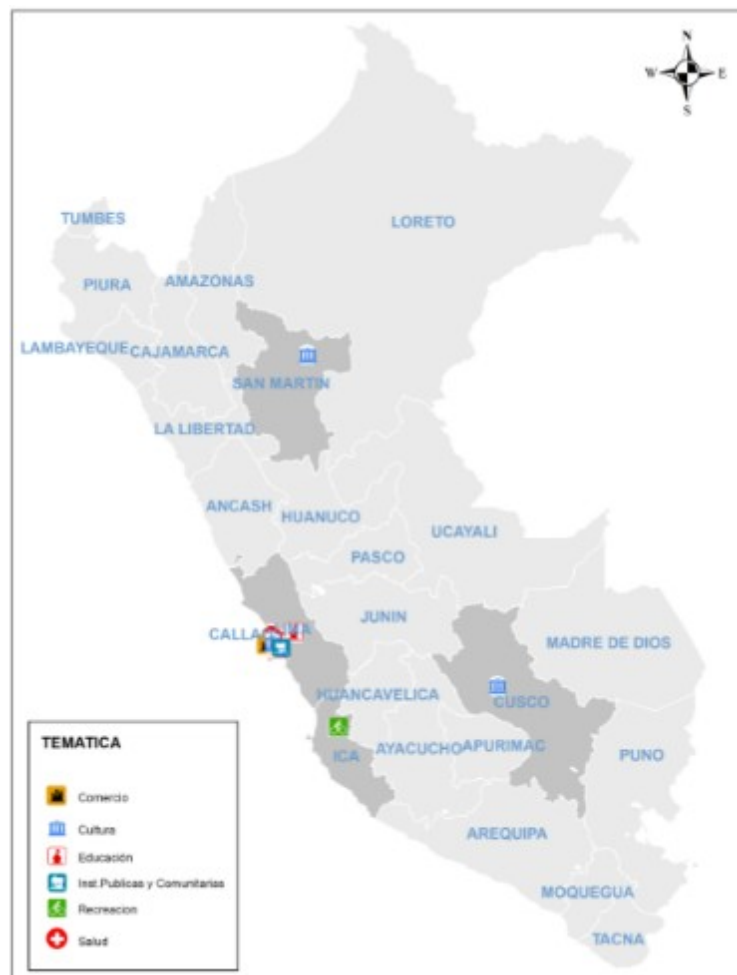 N
W E
S
LORETO
TUMBES
AMAZONAS
PIURA
LAMBAYEQUE
CAJAMARCA
SAN MARTIN
LA LIBERTAD
ANCASH
HUANUCO
UCAYALI
PASCO
JUNIN
MADRE DE DIOS
HUANCAVELICA
CUSCO
ICA
AYACUCHO
APURIMAC
PUNO
AREQUIPA
MOQUEGUA
TACNA
TEMATICA
Comercio
Cultura
Educación
Inst.Publicas y Comunitarias
Recreacion
Salud